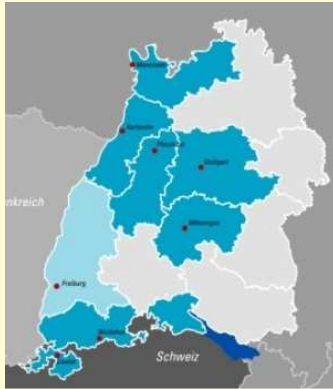 Mannheim
Karlsruhe
Pforzheim
Stuttgart
nkreich
Freiburg
Schweiz